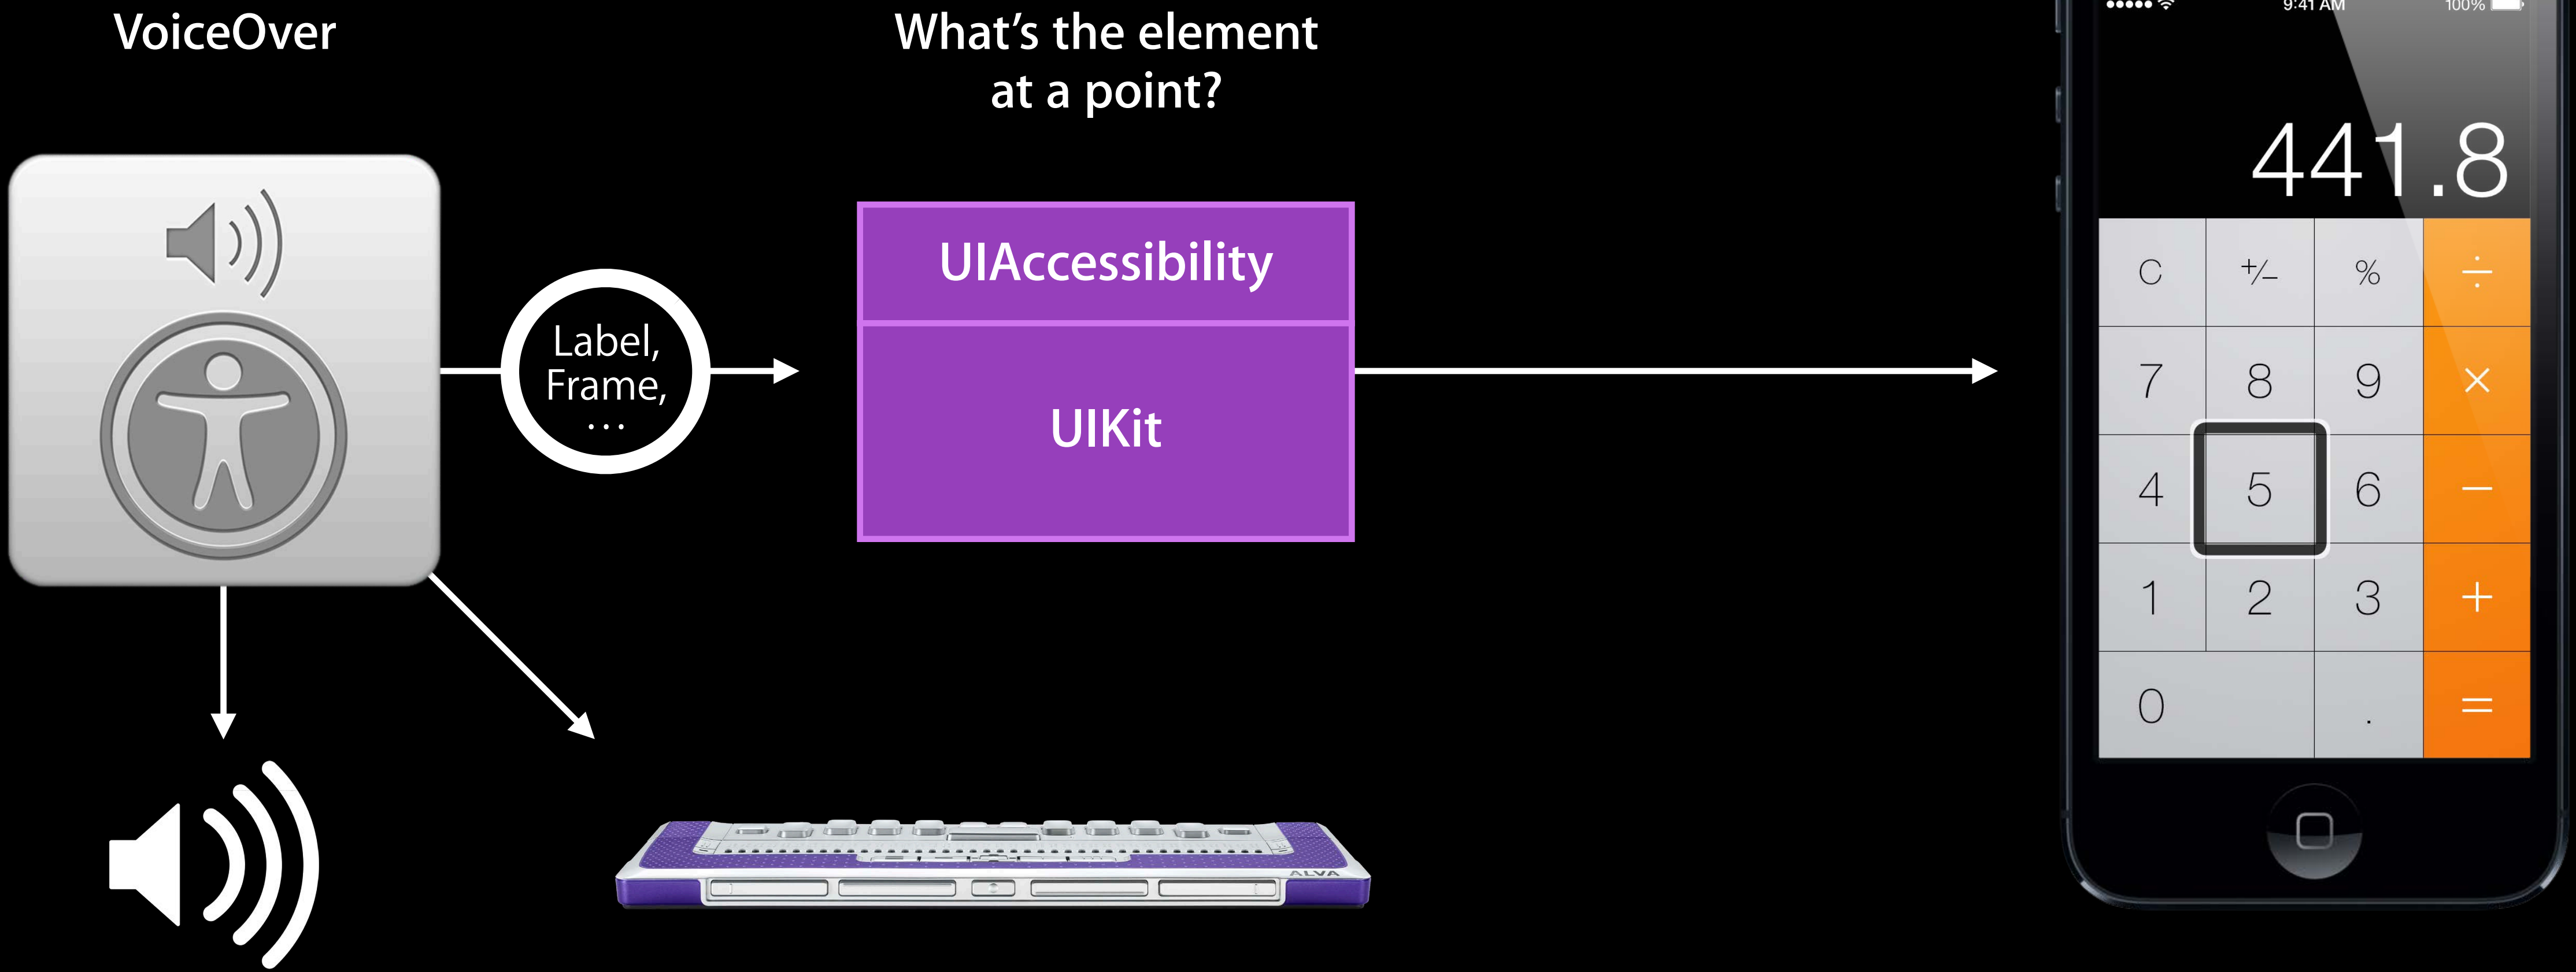 VoiceOver
What's the element
at a point?
Label,
Frame,
...
UIAccessibility
UIKit
ALVA
9:41 AM 100%
441.8
C +/− % ÷
7 8 9 ×
4 5 6 −
1 2 3 +
0 . =